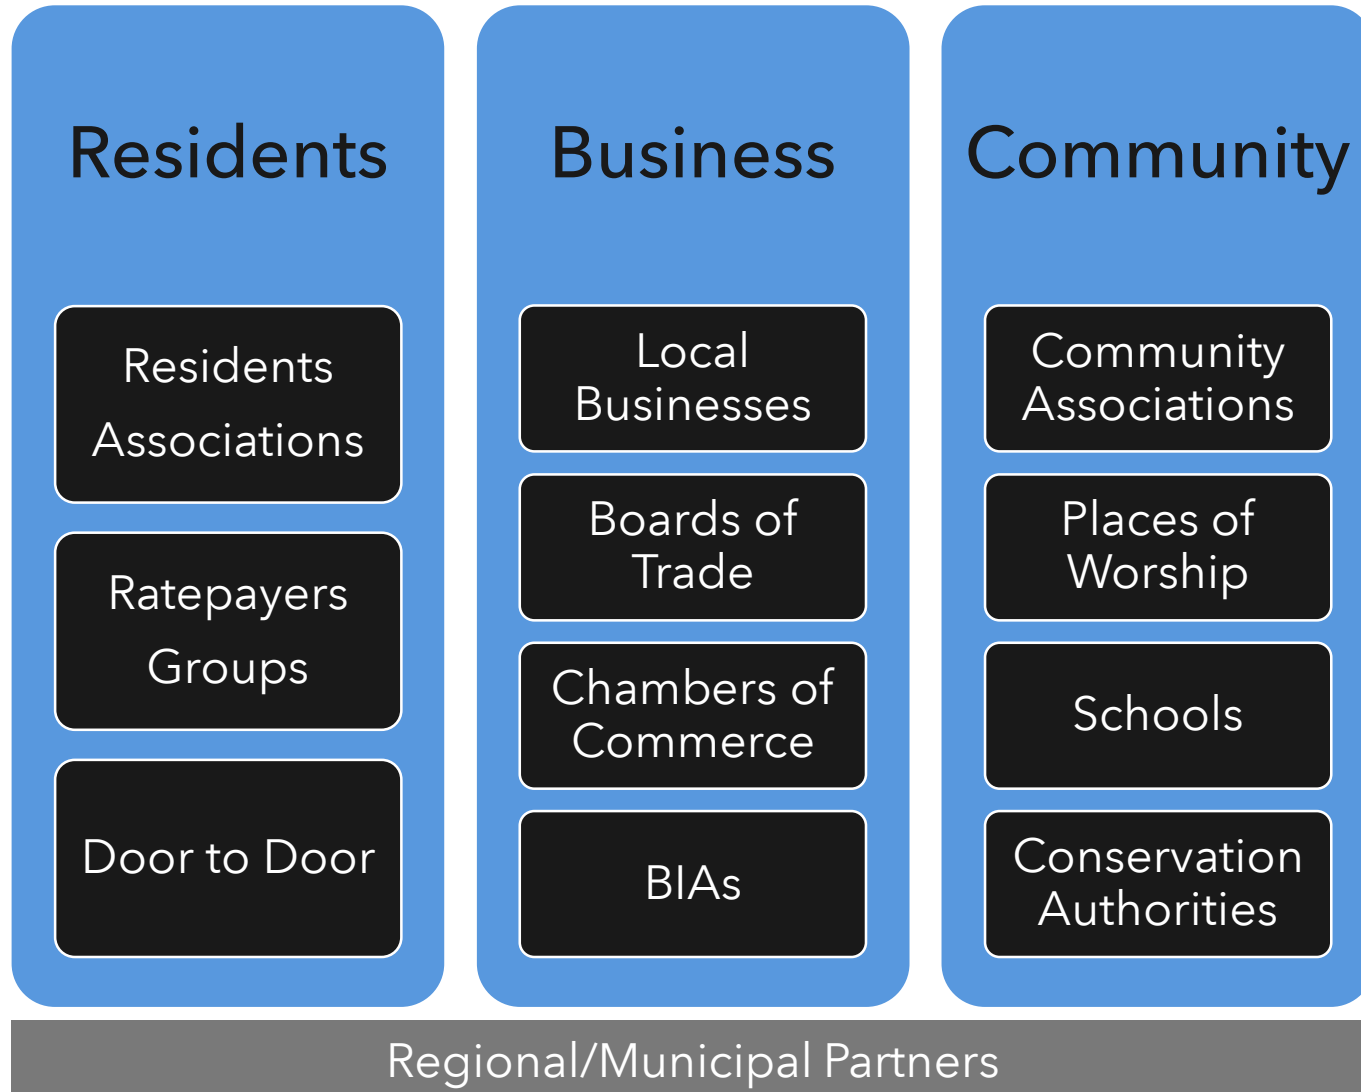 Residents
Residents
Associations
Ratepayers
Groups
Door to Door
Business
Local
Businesses
Boards of
Trade
Chambers of
Commerce
BIAs
Community
Community
Associations
Places of
Worship
Schools
Conservation
Authorities
Regional/Municipal Partners